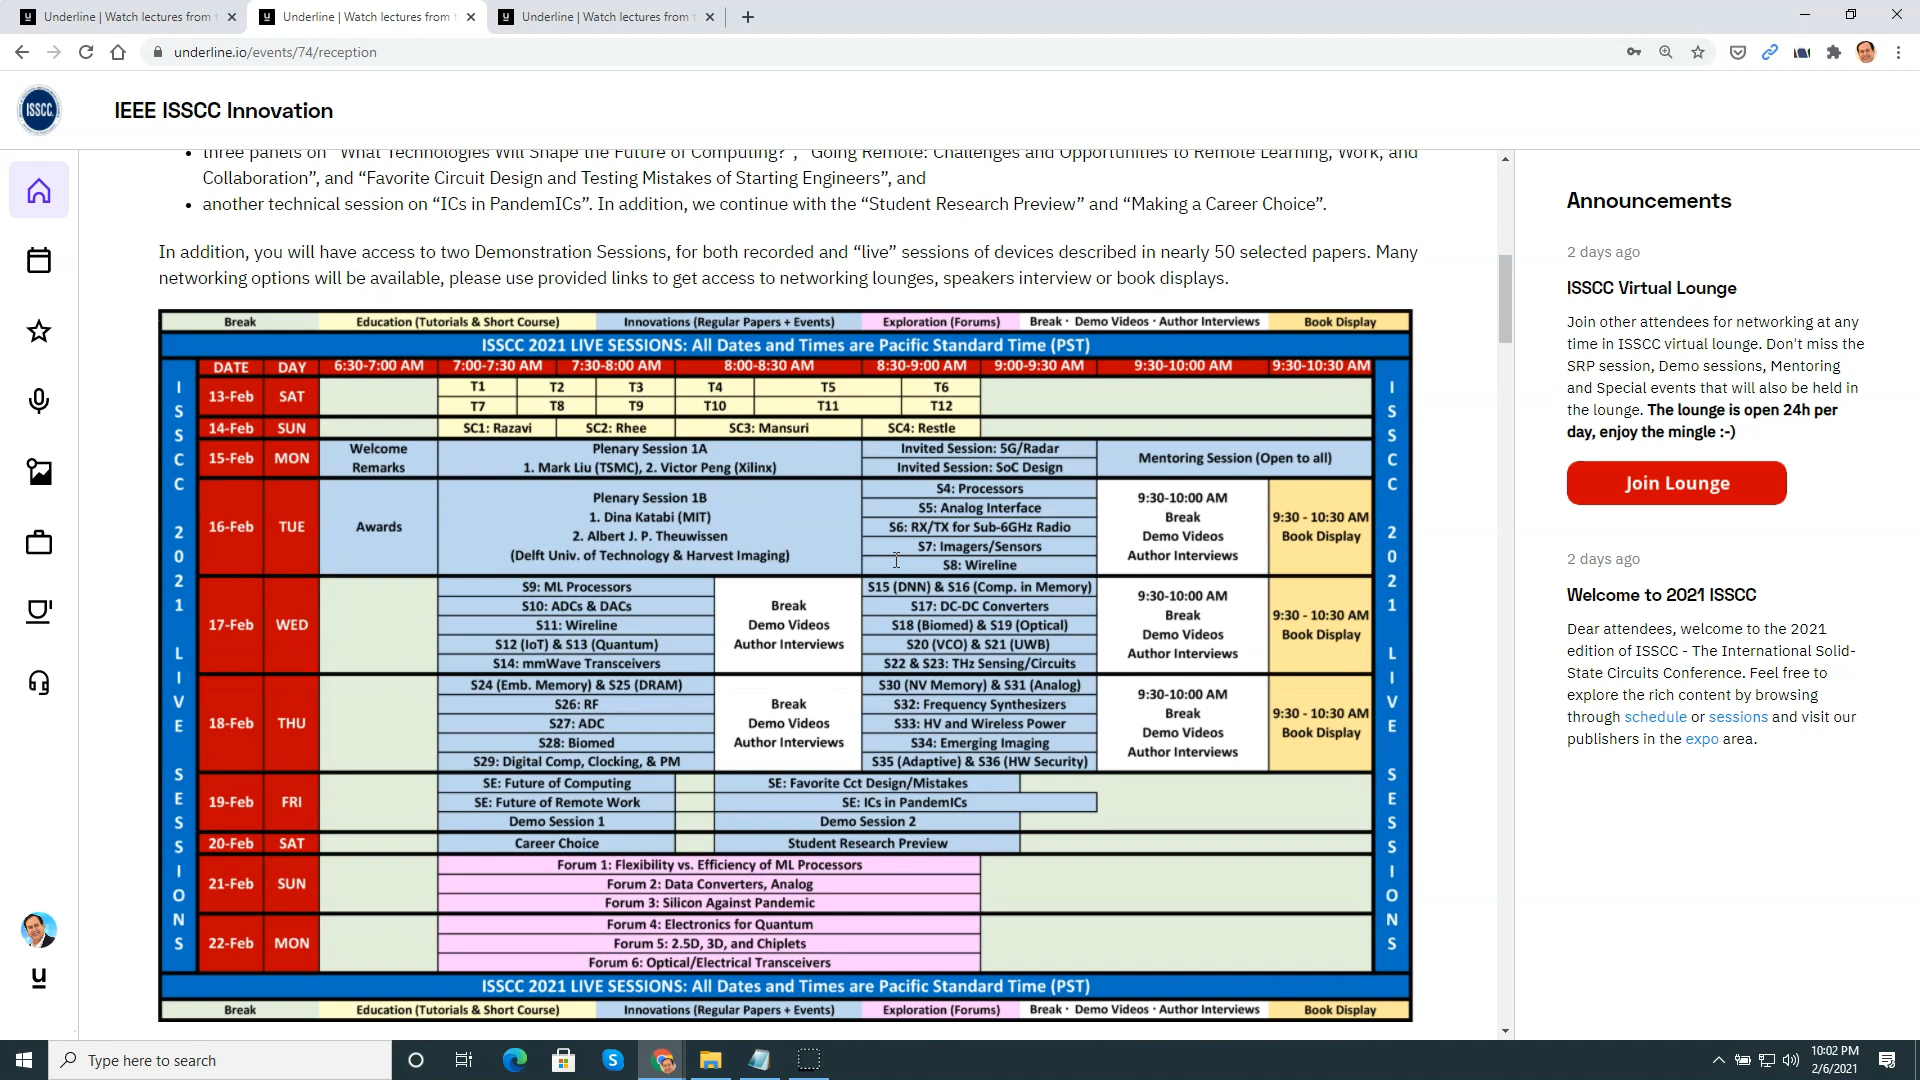 Underline | Watch lectures from
Underline | Watch lectures from
Underline | Watch lectures from
underline.io/events/74/reception
ISSCC
IEEE ISSCC Innovation
three panels on “What Technologies Will Shape the Future of Computing?”, “Going Remote: Challenges and Opportunities to Remote Learning, Work, and
Collaboration”, and “Favorite Circuit Design and Testing Mistakes of Starting Engineers”, and
• another technical session on “ICs in PandemICs”. In addition, we continue with the “Student Research Preview” and “Making a Career Choice”.
In addition, you will have access to two Demonstration Sessions, for both recorded and “live” sessions of devices described in nearly 50 selected papers. Many
networking options will be available, please use provided links to get access to networking lounges, speakers interview or book displays.
Break Education (Tutorials & Short Course) Innovations (Regular Papers + Events) Exploration (Forums) Break · Demo Videos · Author Interviews Book Display
ISSCC 2021 LIVE SESSIONS: All Dates and Times are Pacific Standard Time (PST)
ISSCC 2021 LIVE SESSIONS
DATE DAY 6:30-7:00 AM 7:00-7:30 AM 7:30-8:00 AM 8:00-8:30 AM 8:30-9:00 AM 9:00-9:30 AM 9:30-10:00 AM 9:30-10:30 AM
13-Feb SAT
T1 T2 T3 T4 T5 T6
T7 T8 T9 T10 T11 T12
14-Feb SUN SC1: Razavi SC2: Rhee SC3: Mansuri SC4: Restle
15-Feb MON
Welcome
Remarks
Plenary Session 1A
1. Mark Liu (TSMC), 2. Victor Peng (Xilinx)
Invited Session: 5G/Radar
Invited Session: SoC Design
Mentoring Session (Open to all)
16-Feb TUE Awards
Plenary Session 1B
1. Dina Katabi (MIT)
2. Albert J. P. Theuwissen
(Delft Univ. of Technology & Harvest Imaging)
S4: Processors
S5: Analog Interface
S6: RX/TX for Sub-6GHz Radio
S7: Imagers/Sensors
S8: Wireline
9:30-10:00 AM
Break
Demo Videos
Author Interviews
9:30 - 10:30 AM
Book Display
17-Feb WED
S9: ML Processors
S10: ADCs & DACs
S11: Wireline
S12 (IoT) & S13 (Quantum)
S14: mmWave Transceivers
Break
Demo Videos
Author Interviews
S15 (DNN) & S16 (Comp. in Memory)
S17: DC-DC Converters
S18 (Biomed) & S19 (Optical)
S20 (VCO) & S21 (UWB)
S22 & S23: THz Sensing/Circuits
9:30-10:00 AM
Break
Demo Videos
Author Interviews
9:30 - 10:30 AM
Book Display
18-Feb THU
S24 (Emb. Memory) & S25 (DRAM)
S26: RF
S27: ADC
S28: Biomed
S29: Digital Comp, Clocking, & PM
Break
Demo Videos
Author Interviews
S30 (NV Memory) & S31 (Analog)
S32: Frequency Synthesizers
S33: HV and Wireless Power
S34: Emerging Imaging
S35 (Adaptive) & S36 (HW Security)
9:30-10:00 AM
Break
Demo Videos
Author Interviews
9:30 - 10:30 AM
Book Display
19-Feb FRI
SE: Future of Computing SE: Favorite Cct Design/Mistakes
SE: Future of Remote Work SE: ICs in PandemICs
Demo Session 1 Demo Session 2
20-Feb SAT Career Choice Student Research Preview
21-Feb SUN
Forum 1: Flexibility vs. Efficiency of ML Processors
Forum 2: Data Converters, Analog
Forum 3: Silicon Against Pandemic
22-Feb MON
Forum 4: Electronics for Quantum
Forum 5: 2.5D, 3D, and Chiplets
Forum 6: Optical/Electrical Transceivers
ISSCC 2021 LIVE SESSIONS
ISSCC 2021 LIVE SESSIONS: All Dates and Times are Pacific Standard Time (PST)
Break Education (Tutorials & Short Course) Innovations (Regular Papers + Events) Exploration (Forums) Break · Demo Videos · Author Interviews Book Display
Announcements
2 days ago
ISSCC Virtual Lounge
Join other attendees for networking at any
time in ISSCC virtual lounge. Don't miss the
SRP session, Demo sessions, Mentoring
and Special events that will also be held in
the lounge. The lounge is open 24h per
day, enjoy the mingle :-)
Join Lounge
2 days ago
Welcome to 2021 ISSCC
Dear attendees, welcome to the 2021
edition of ISSCC - The International Solid-
State Circuits Conference. Feel free to
explore the rich content by browsing
through schedule or sessions and visit our
publishers in the expo area.
Type here to search
10:02 PM
2/6/2021